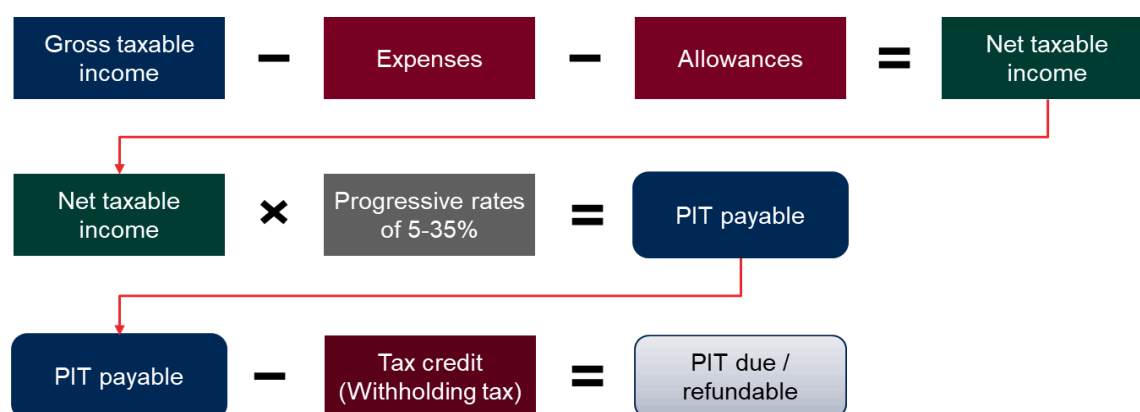 Gross taxable
income
Expenses
Allowances
Net taxable
income
Net taxable
income
Progressive rates
of 5-35%
PIT payable
PIT payable
Tax credit
(Withholding tax)
PIT due /
refundable